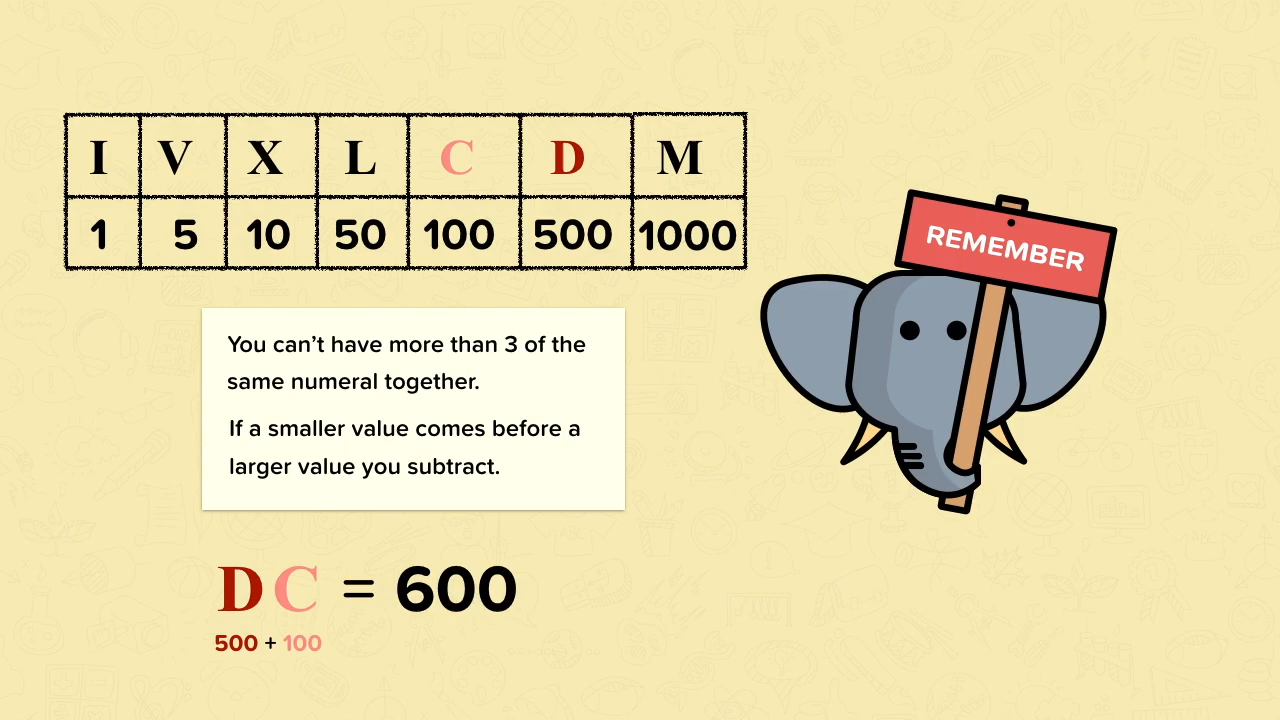 I V X L C D M
1 5 10 50 100 500 1000
REMEMBER
You can’t have more than 3 of the
same numeral together.
If a smaller value comes before a
larger value you subtract.
DC = 600
500 + 100